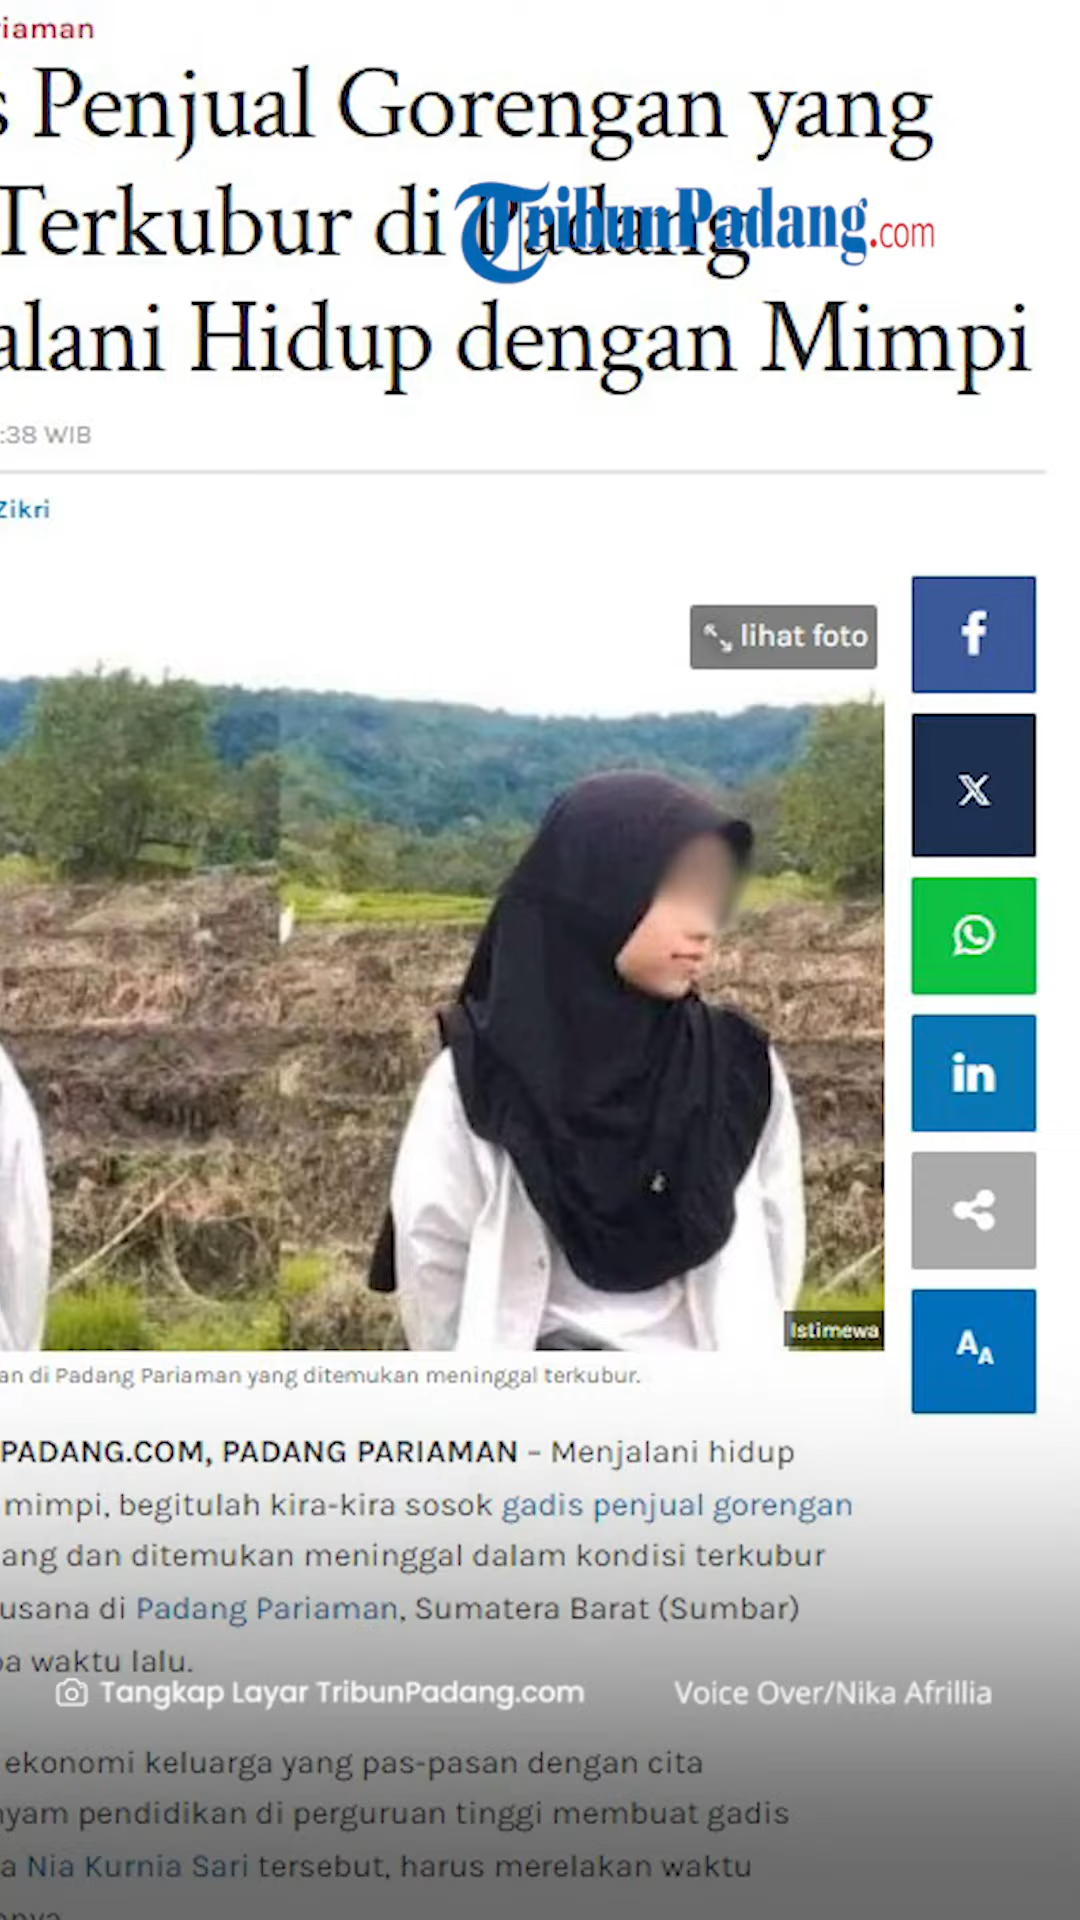 iaman
s Penjual Gorengan yang
Terkubur di Padang
TribunPadang.com
alani Hidup dengan Mimpi
:38 WIB
Zikri
lihat foto
f
X
in
AA
Istimewa
an di Padang Pariaman yang ditemukan meninggal terkubur.
PADANG.COM, PADANG PARIAMAN – Menjalani hidup
mimpi, begitulah kira-kira sosok gadis penjual gorengan
ang dan ditemukan meninggal dalam kondisi terkubur
usana di Padang Pariaman, Sumatera Barat (Sumbar)
pa waktu lalu.
Tangkap Layar TribunPadang.com
Voice Over/Nika Afrillia
ekonomi keluarga yang pas-pasan dengan cita
nyam pendidikan di perguruan tinggi membuat gadis
a Nia Kurnia Sari tersebut, harus merelakan waktu